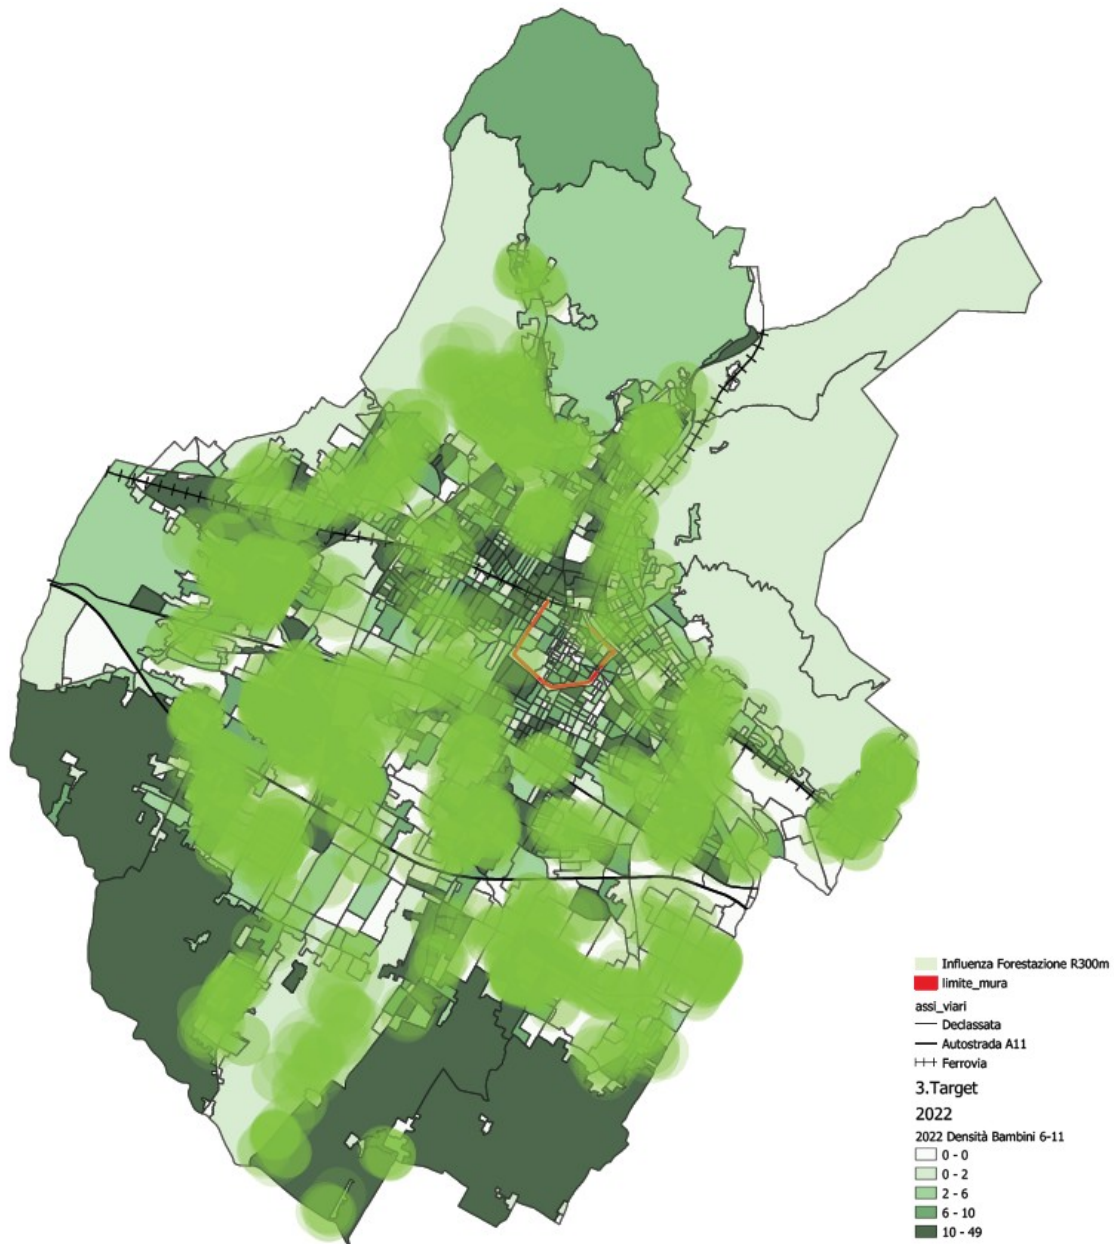 Influenza Forestazione R300m
limite_mura
assi_viari
Declassata
Autostrada A11
Ferrovia
3.Target
2022
2022 Densità Bambini 6-11
0 - 0
0 - 2
2 - 6
6 - 10
10 - 49